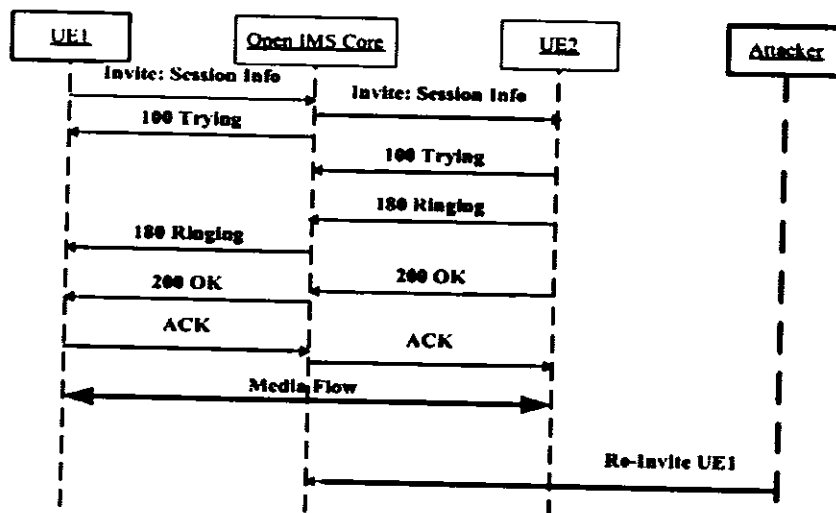 UE1
Open IMS Core
UE2
Attacker
Invite: Session Info
Invite: Session Info
100 Trying
100 Trying
180 Ringing
180 Ringing
200 OK
200 OK
ACK
ACK
Media Flow
Re-Invite UE1